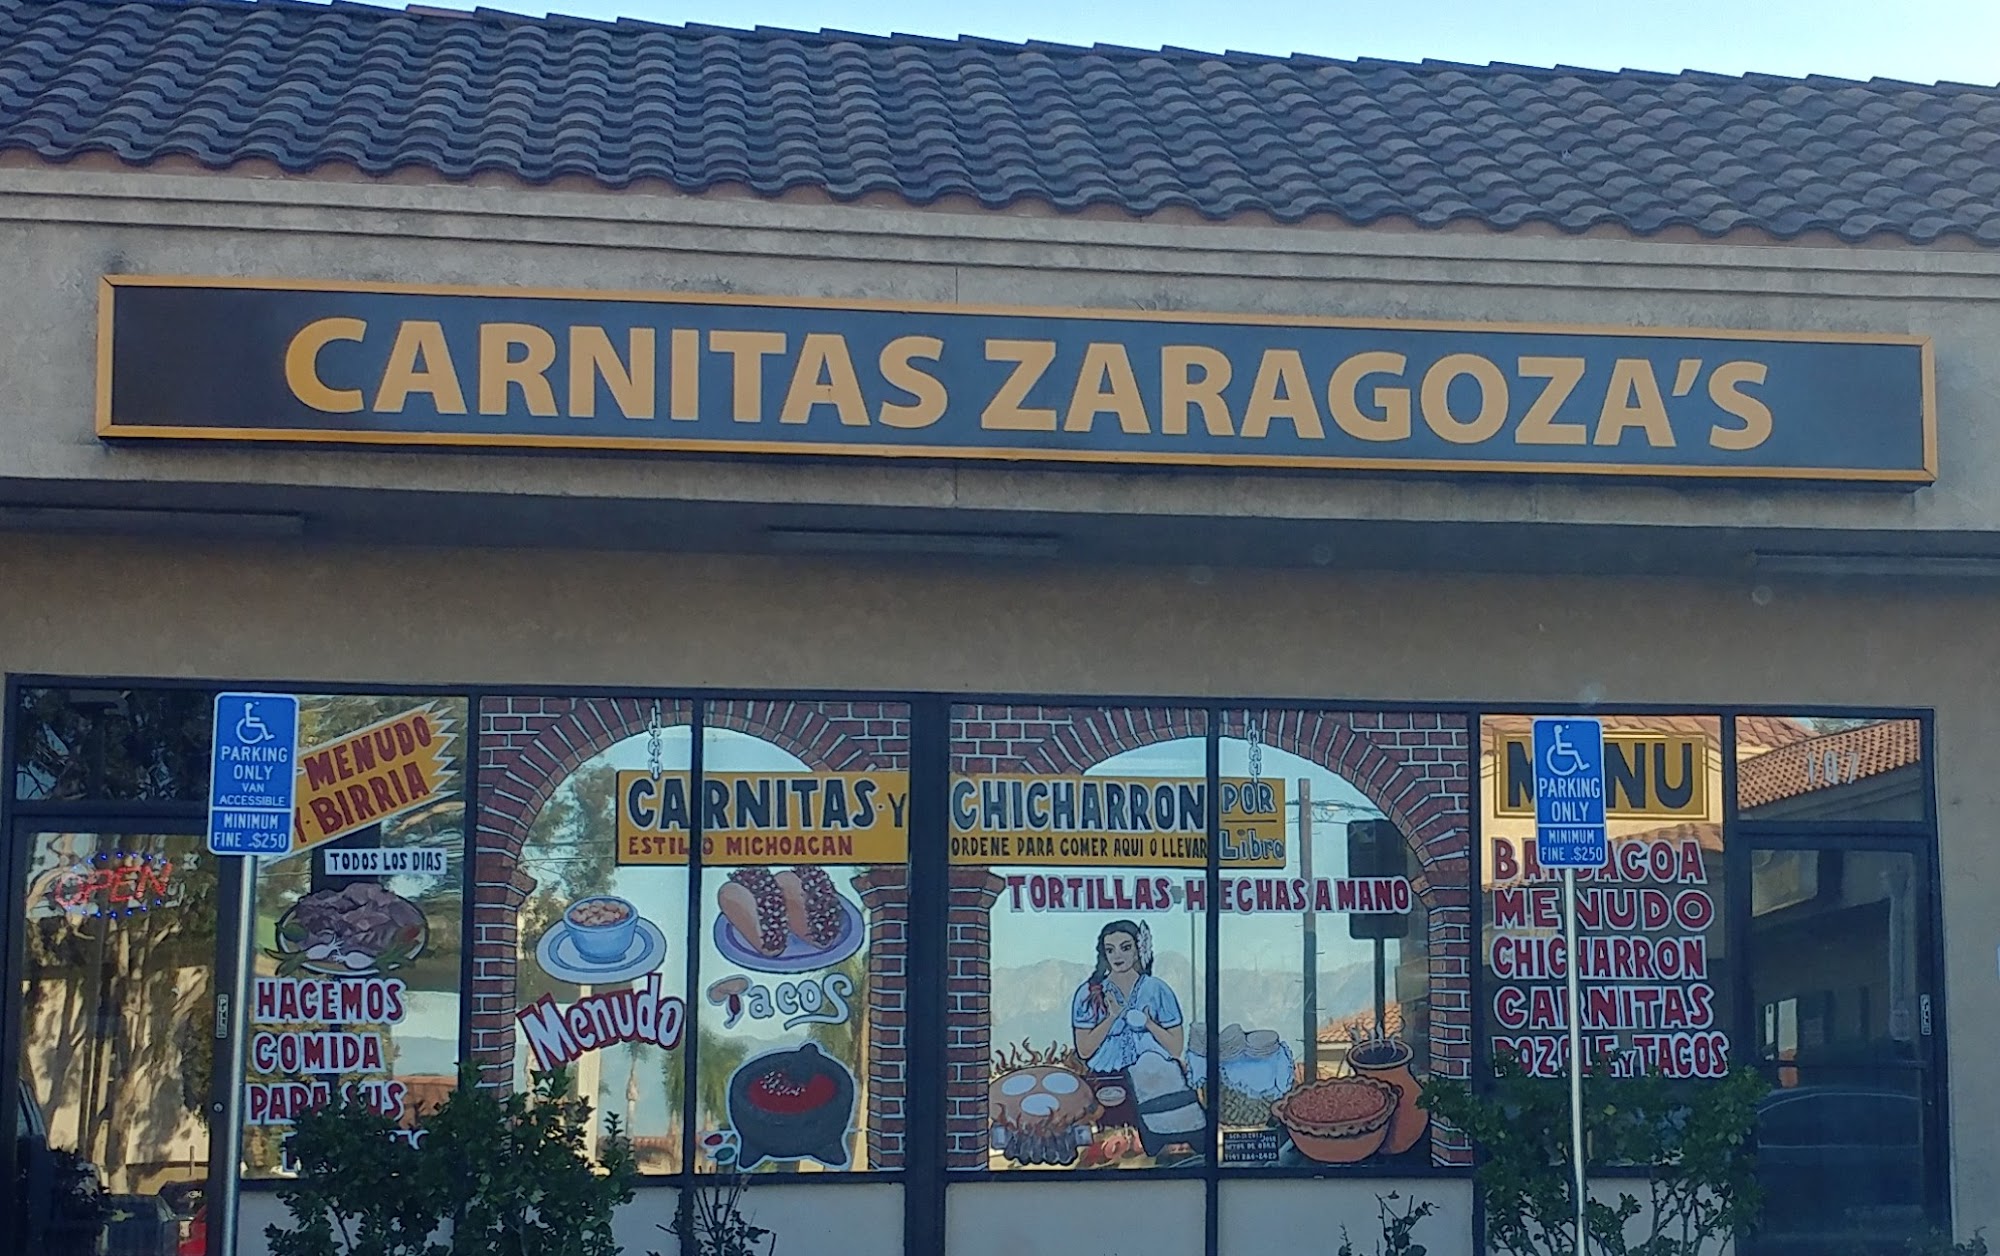 CARNITAS ZARAGOZA'S
PARKING
ONLY
VAN
ACCESSIBLE
MINIMUM
FINE $250
OPEN
MENUDO
Y BIRRIA
TODOS LOS DIAS
HACEMOS
COMIDA
PARA SUS
CARNITAS Y CHICHARRON POR Libra
ESTILO MICHOACAN
ORDENE PARA COMER AQUI O LLEVAR
Menudo
Tacos
TORTILLAS HECHAS A MANO
PARKING
ONLY
MINIMUM
FINE $250
MENU
BARBACOA
MENUDO
CHICHARRON
CARNITAS
POZOLE Y TACOS
107